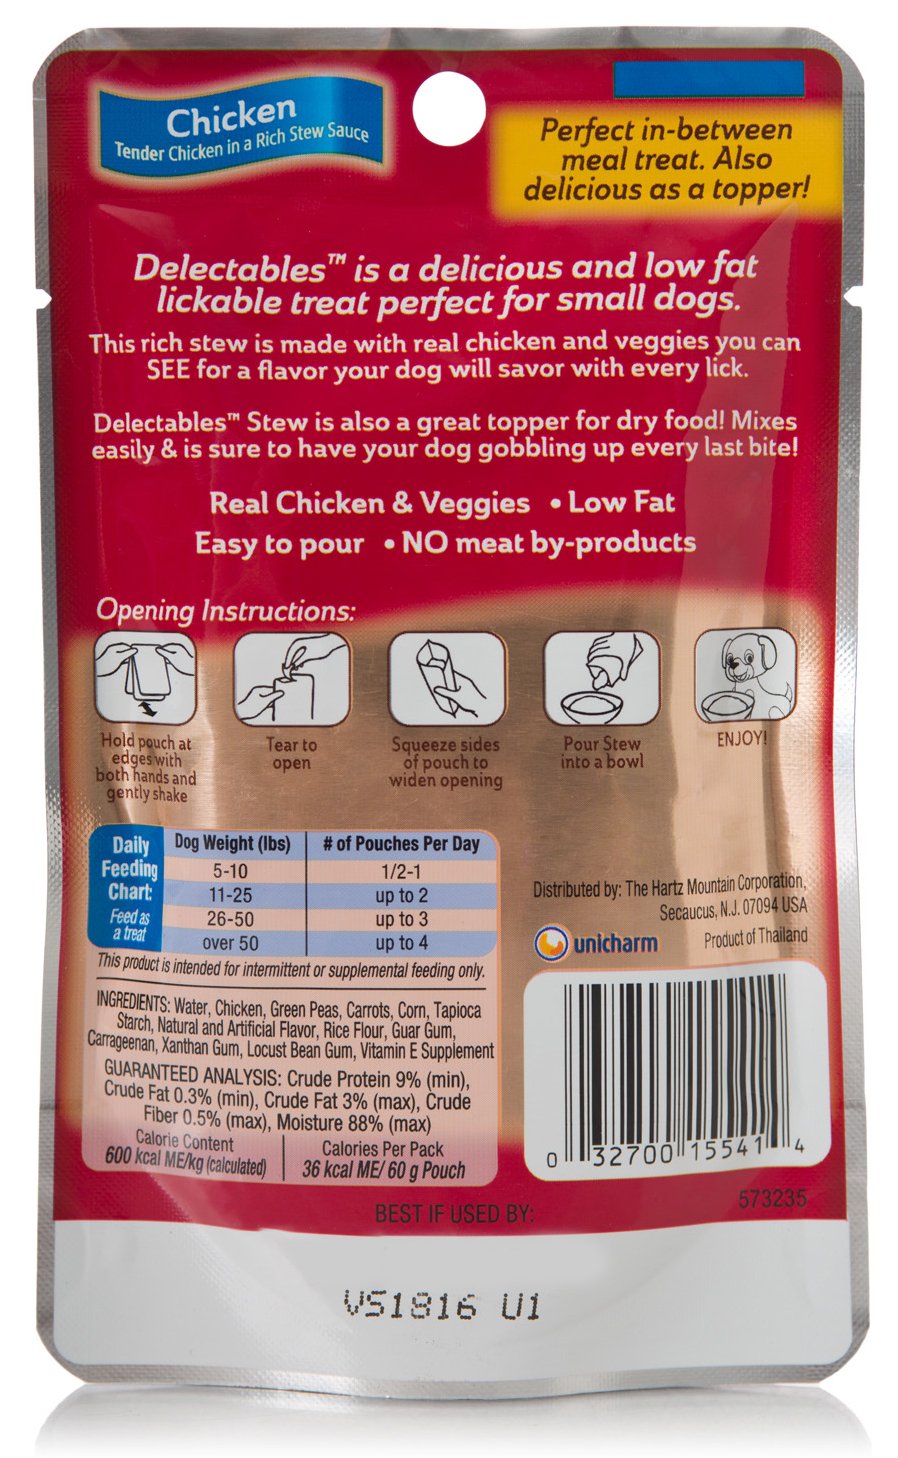 Chicken
Tender Chicken in a Rich Stew Sauce
Perfect in-between
meal treat. Also
delicious as a topper!
Delectables™ is a delicious and low fat
lickable treat perfect for small dogs.
This rich stew is made with real chicken and veggies you can
SEE for a flavor your dog will savor with every lick.
Delectables™ Stew is also a great topper for dry food! Mixes
easily & is sure to have your dog gobbling up every last bite!
Real Chicken & Veggies • Low Fat
Easy to pour • NO meat by-products
Opening Instructions:
Hold pouch at
edges with
both hands and
gently shake
Tear to
open
Squeeze sides
of pouch to
widen opening
Pour Stew
into a bowl
ENJOY!
Daily
Feeding
Chart:
Feed as
a treat
Dog Weight (lbs) # of Pouches Per Day
5-10 1/2-1
11-25 up to 2
26-50 up to 3
over 50 up to 4
This product is intended for intermittent or supplemental feeding only.
INGREDIENTS: Water, Chicken, Green Peas, Carrots, Corn, Tapioca
Starch, Natural and Artificial Flavor, Rice Flour, Guar Gum,
Carrageenan, Xanthan Gum, Locust Bean Gum, Vitamin E Supplement
GUARANTEED ANALYSIS: Crude Protein 9% (min),
Crude Fat 0.3% (min), Crude Fat 3% (max), Crude
Fiber 0.5% (max), Moisture 88% (max)
Calorie Content
600 kcal ME/kg (calculated)
Calories Per Pack
36 kcal ME/ 60 g Pouch
Distributed by: The Hartz Mountain Corporation,
Secaucus, N.J. 07094 USA
unicharm
Product of Thailand
0 32700 15541 4
573235
BEST IF USED BY:
VS1816 U1